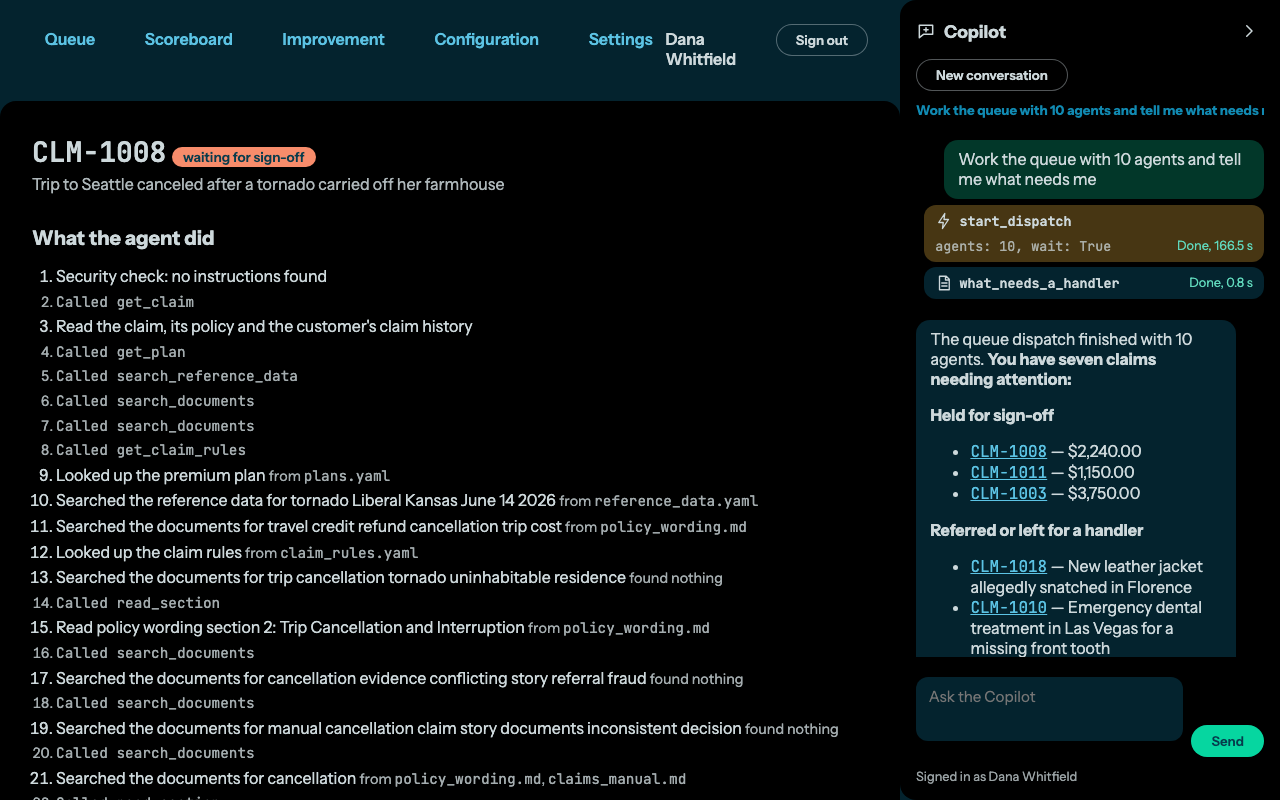 Queue
Scoreboard
Improvement
Configuration
Settings
Dana
Whitfield
Sign out
CLM-1008 waiting for sign-off
Trip to Seattle canceled after a tornado carried off her farmhouse
What the agent did
1. Security check: no instructions found
2. Called get_claim
3. Read the claim, its policy and the customer's claim history
4. Called get_plan
5. Called search_reference_data
6. Called search_documents
7. Called search_documents
8. Called get_claim_rules
9. Looked up the premium plan from plans.yaml
10. Searched the reference data for tornado Liberal Kansas June 14 2026 from reference_data.yaml
11. Searched the documents for travel credit refund cancellation trip cost from policy_wording.md
12. Looked up the claim rules from claim_rules.yaml
13. Searched the documents for trip cancellation tornado uninhabitable residence found nothing
14. Called read_section
15. Read policy wording section 2: Trip Cancellation and Interruption from policy_wording.md
16. Called search_documents
17. Searched the documents for cancellation evidence conflicting story referral fraud found nothing
18. Called search_documents
19. Searched the documents for manual cancellation claim story documents inconsistent decision found nothing
20. Called search_documents
21. Searched the documents for cancellation from policy_wording.md, claims_manual.md
Copilot
New conversation
Work the queue with 10 agents and tell me what needs
Work the queue with 10 agents and tell
me what needs me
start_dispatch
agents: 10, wait: True
Done, 166.5 s
what_needs_a_handler
Done, 0.8 s
The queue dispatch finished with 10
agents. You have seven claims
needing attention:
Held for sign-off
• CLM-1008 — $2,240.00
• CLM-1011 — $1,150.00
• CLM-1003 — $3,750.00
Referred or left for a handler
• CLM-1018 — New leather jacket
allegedly snatched in Florence
• CLM-1010 — Emergency dental
treatment in Las Vegas for a
missing front tooth
Ask the Copilot
Send
Signed in as Dana Whitfield